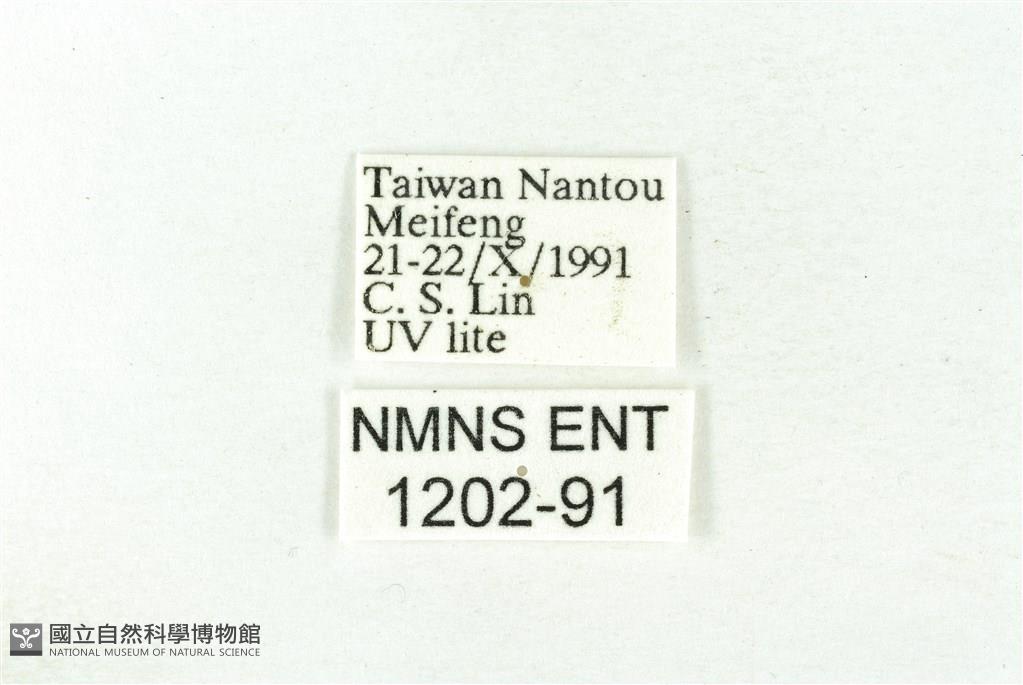 Taiwan Nantou
Meifeng
21-22/X/1991
C. S. Lin
UV lite
NMNS ENT
1202-91
國立自然科學博物館
NATIONAL MUSEUM OF NATURAL SCIENCE